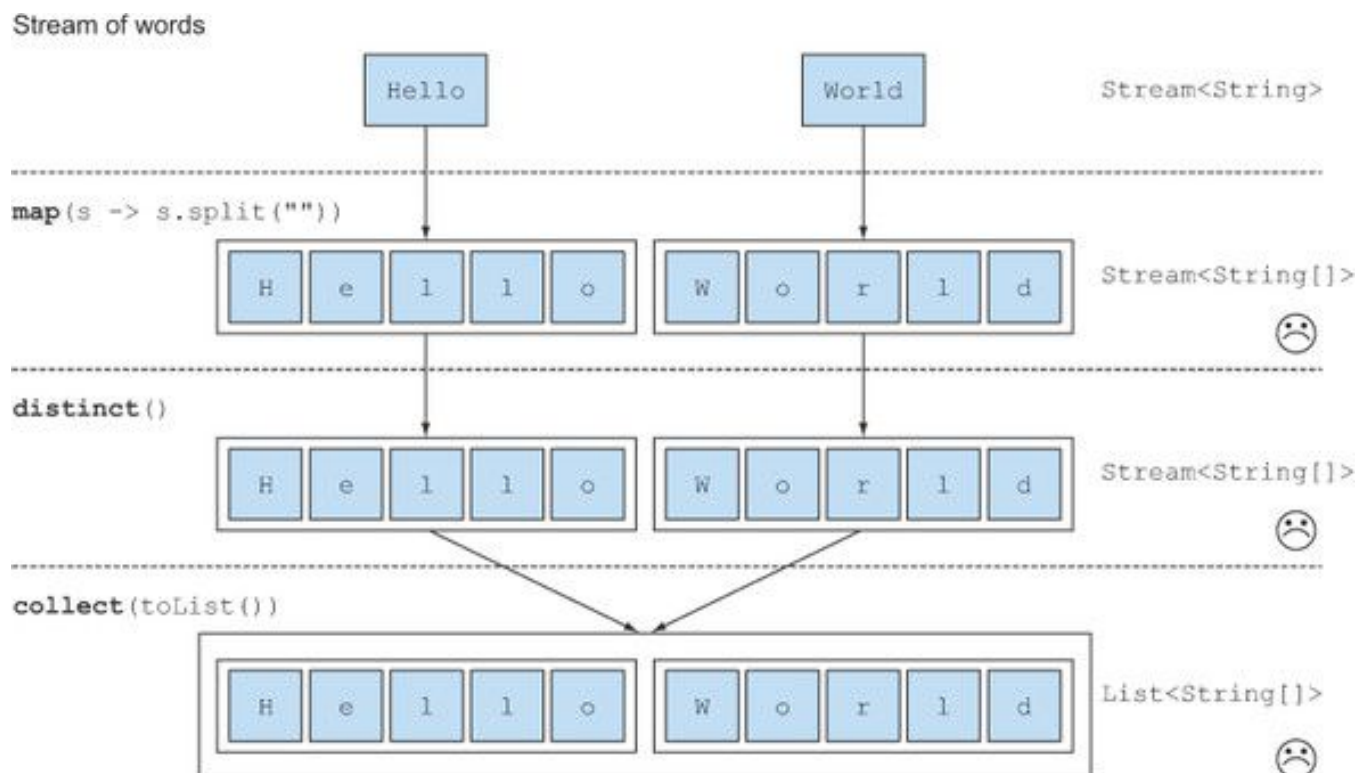 Stream of words
Hello World Stream<String>
map(s -> s.split(""))
H e l l o W o r l d Stream<String[]>
distinct()
H e l l o W o r l d Stream<String[]>
collect(toList())
H e l l o W o r l d List<String[]>